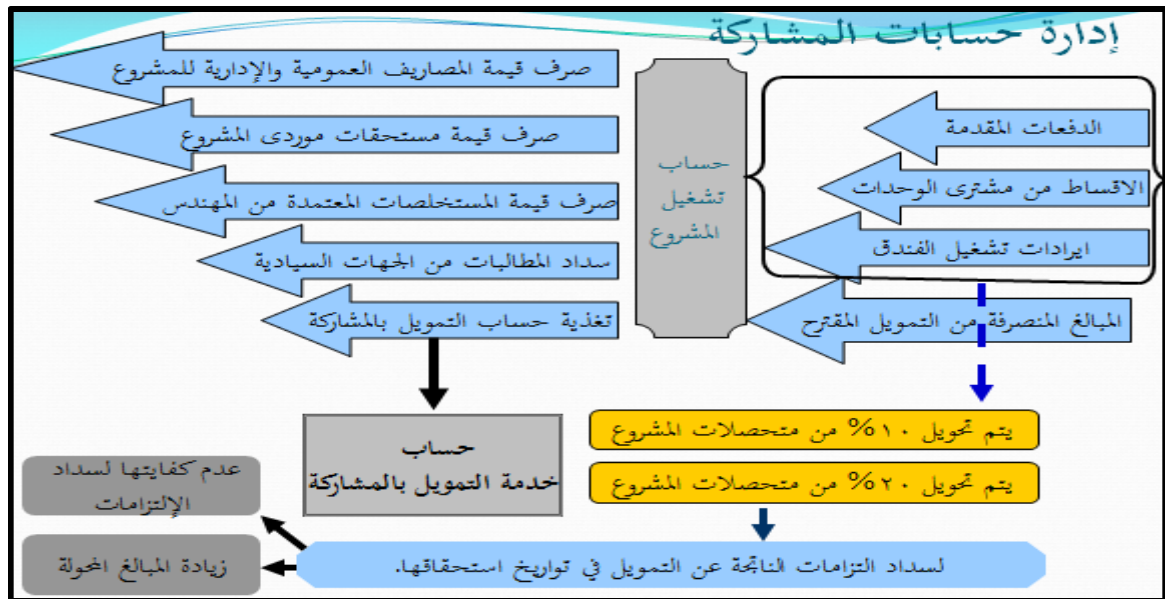 إدارة حسابات المشاركة
الدفعات المقدمة
الاقساط من مشترى الوحدات
ايرادات تشغيل الفندق
المبالغ المنصرفة من التمويل المقترح
حساب
تشغيل
المشروع
صرف قيمة المصاريف العمومية والإدارية للمشروع
صرف قيمة مستحقات موردى المشروع
صرف قيمة المستخلصات المعتمدة من المهندس
سداد المطالبات من الجهات السيادية
تغذية حساب التمويل بالمشاركة
يتم تحويل ١٠% من متحصلات المشروع
يتم تحويل ٢٠% من متحصلات المشروع
حساب
خدمة التمويل بالمشاركة
لسداد التزامات الناتجة عن التمويل في تواريخ استحقاقها.
عدم كفايتها لسداد
الإلتزامات
زيادة المبالغ المحولة